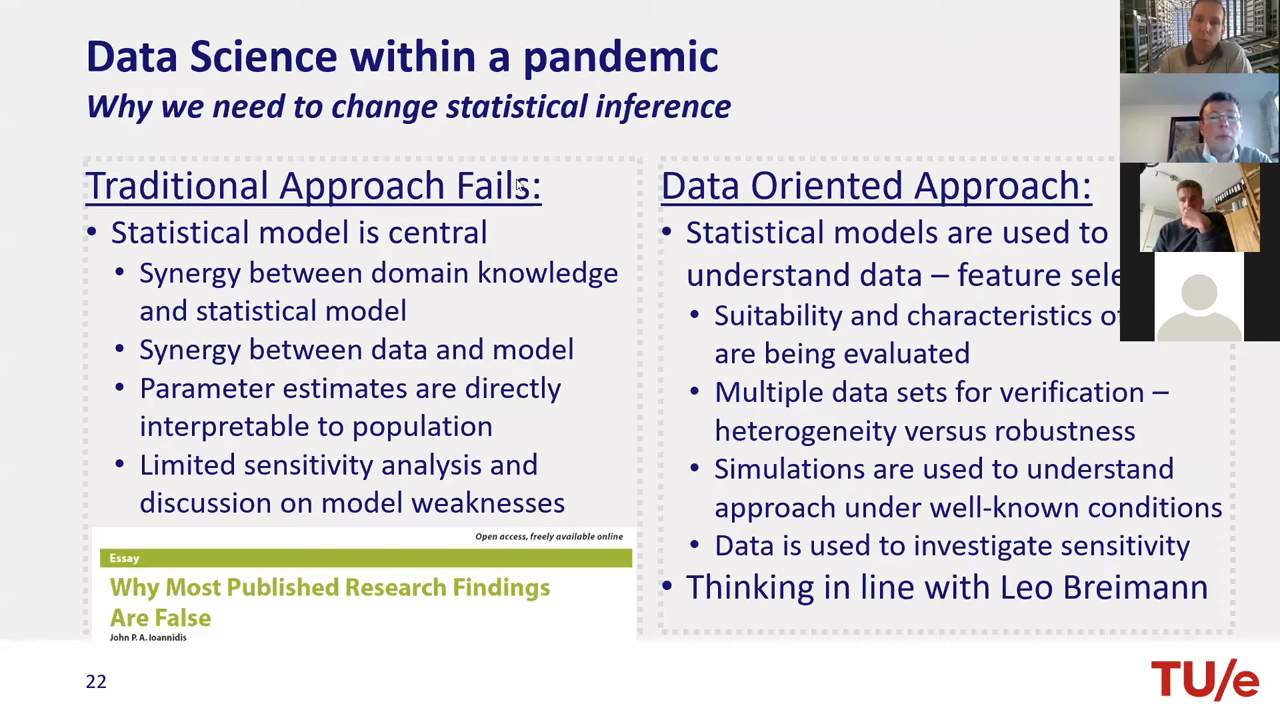 Data Science within a pandemic
Why we need to change statistical inference
Traditional Approach Fails:
• Statistical model is central
• Synergy between domain knowledge
and statistical model
• Synergy between data and model
• Parameter estimates are directly
interpretable to population
• Limited sensitivity analysis and
discussion on model weaknesses
Open access, freely available online
Essay
Why Most Published Research Findings
Are False
John P. A. Ioannidis
Data Oriented Approach:
• Statistical models are used to
understand data – feature sele
• Suitability and characteristics of
are being evaluated
• Multiple data sets for verification –
heterogeneity versus robustness
• Simulations are used to understand
approach under well-known conditions
• Data is used to investigate sensitivity
• Thinking in line with Leo Breimann
22
TU/e